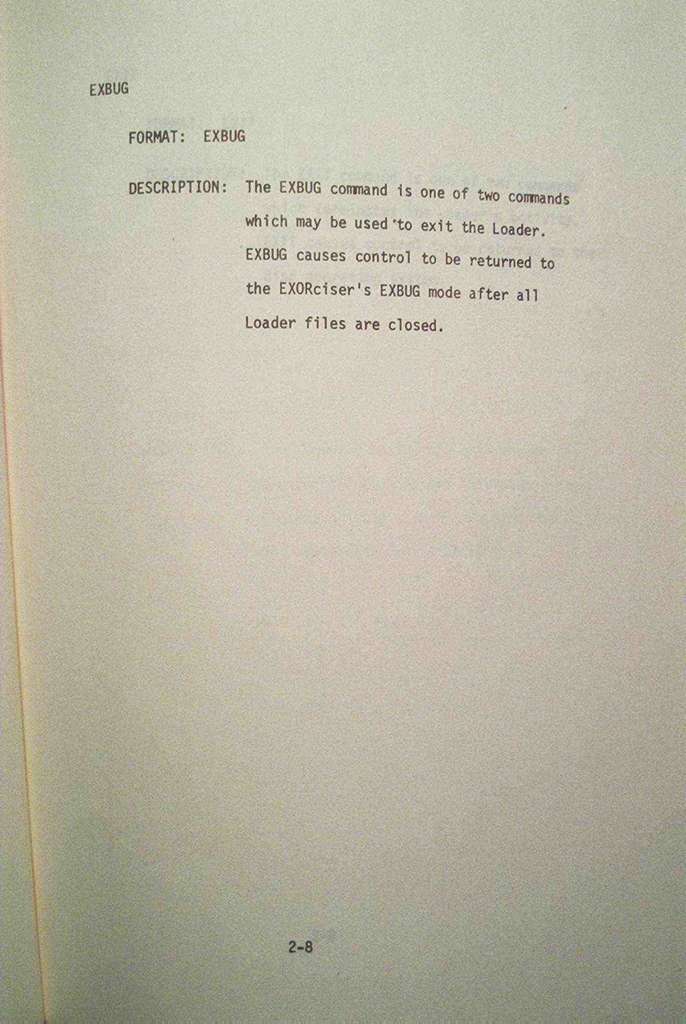 EXBUG
FORMAT: EXBUG
DESCRIPTION: The EXBUG command is one of two commands
which may be used to exit the Loader.
EXBUG causes control to be returned to
the EXORciser's EXBUG mode after all
Loader files are closed.
2-8